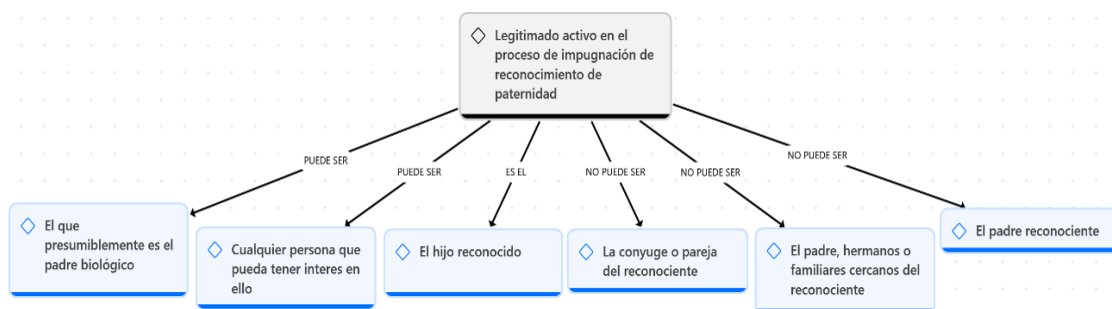 Legitimado activo en el
proceso de impugnación de
reconocimiento de
paternidad
PUEDE SER
PUEDE SER
ES EL
NO PUEDE SER
NO PUEDE SER
NO PUEDE SER
El que
presumiblemente es el
padre biológico
Cualquier persona que
pueda tener interes en
ello
El hijo reconocido
La conyuge o pareja
del reconociente
El padre, hermanos o
familiares cercanos del
reconociente
El padre reconociente